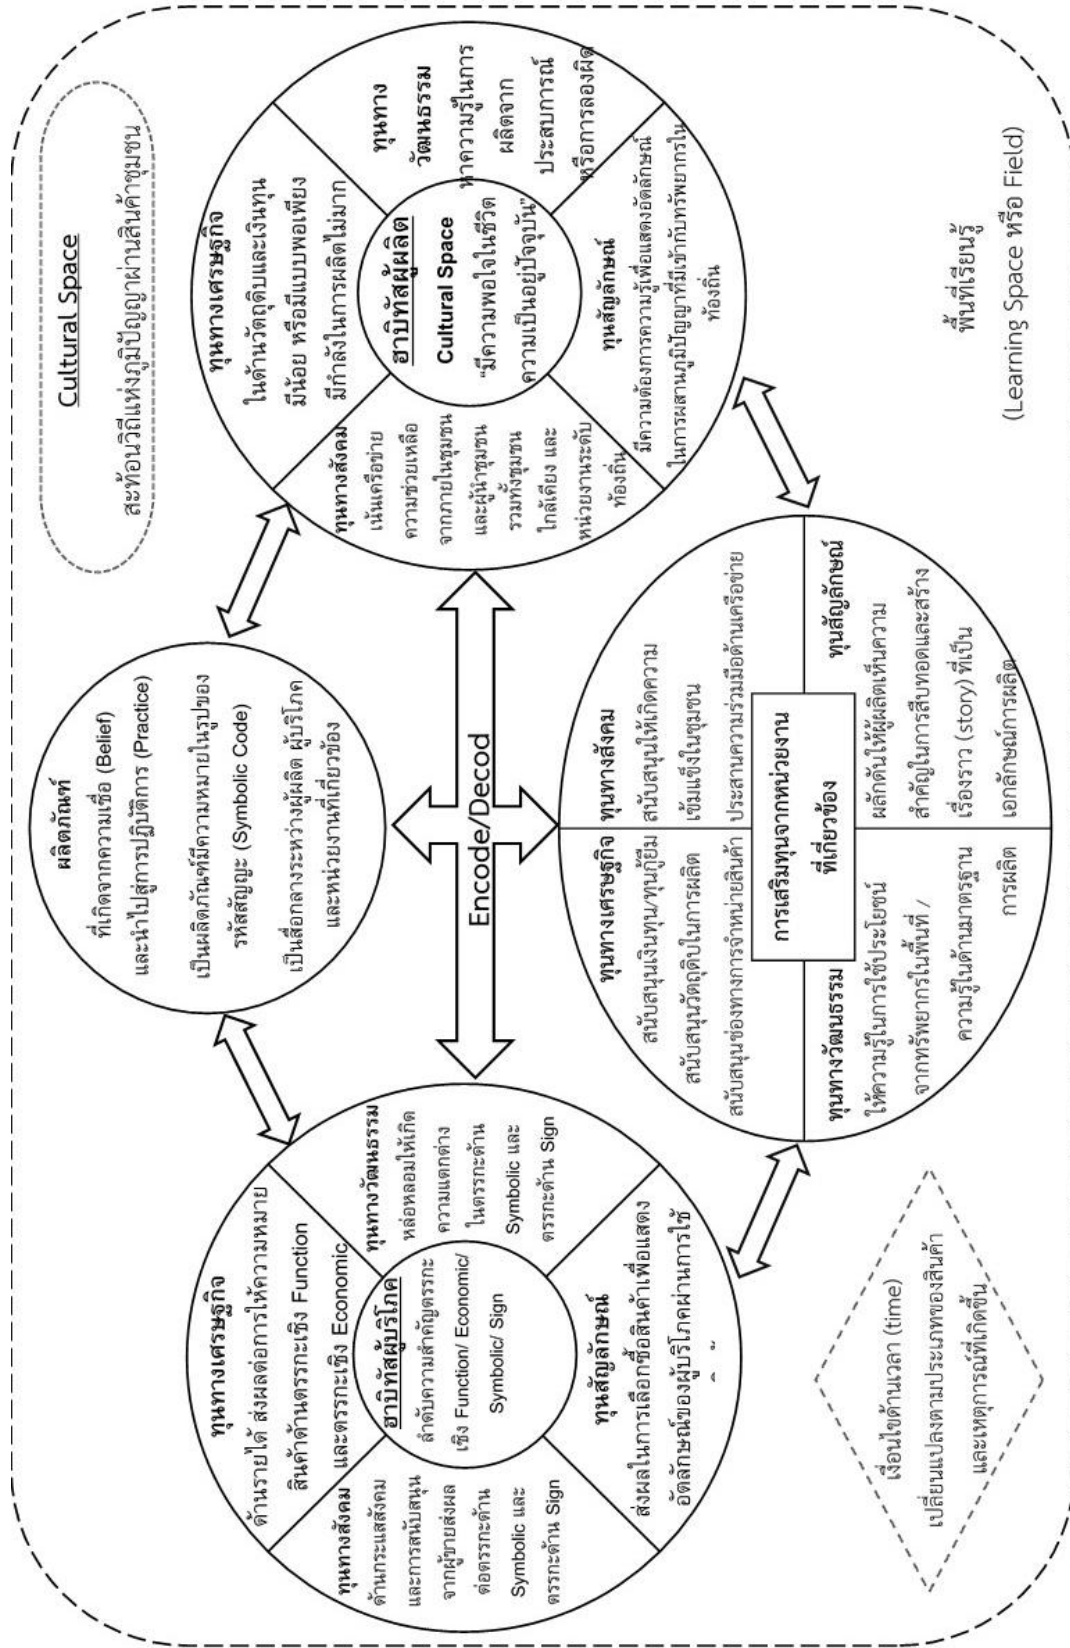 Cultural Space
สะท้อนวิถีแห่งภูมิปัญญาผ่านสินค้าชุมชน
ผลิตภัณฑ์
ที่เกิดจากความเชื่อ (Belief)
และนำไปสู่การปฏิบัติการ (Practice)
เป็นผลิตภัณฑ์มีความหมายในรูปของ
รหัสสัญญะ (Symbolic Code)
เป็นสื่อกลางระหว่างผู้ผลิต ผู้บริโภค
และหน่วยงานที่เกี่ยวข้อง
ทุนทางเศรษฐกิจ
ด้านรายได้ ส่งผลต่อการให้ความหมาย
สินค้าด้านตรรกะเชิง Function
และตรรกะเชิง Economic
ทุนทางสังคม
ด้านกระแสสังคม
และการสนับสนุน
จากผู้ขายส่งผล
ต่อตรรกะด้าน
Symbolic และ
ตรรกะด้าน Sign
ฮาบิทัสผู้บริโภค
ลำดับความสำคัญตรรกะ
เชิง Function/ Economic/
Symbolic/ Sign
ทุนทางวัฒนธรรม
หล่อหลอมให้เกิด
ความแตกต่าง
ในตรรกะด้าน
Symbolic และ
ตรรกะด้าน Sign
ทุนสัญลักษณ์
ส่งผลในการเลือกซื้อสินค้าเพื่อแสดง
อัตลักษณ์ของผู้บริโภคผ่านการใช้
Encode/Decod
ทุนทางเศรษฐกิจ
ในด้านวัตถุดิบและเงินทุน
มีน้อย หรือมีแบบพอเพียง
มีกำลังในการผลิตไม่มาก
ทุนทางสังคม
เน้นเครือข่าย
ความช่วยเหลือ
จากภายในชุมชน
และผู้นำชุมชน
รวมทั้งชุมชน
ใกล้เคียง และ
หน่วยงานระดับ
ท้องถิ่น
ฮาบิทัสผู้ผลิต
Cultural Space
“มีความพอใจในชีวิต
ความเป็นอยู่ปัจจุบัน”
ทุนทาง
วัฒนธรรม
หาความรู้ในการ
ผลิตจาก
ประสบการณ์
หรือการลองผิด
ทุนสัญลักษณ์
มีความต้องการความรู้เพื่อแสดงอัตลักษณ์
ในการผสานภูมิปัญญาที่มีเข้ากับทรัพยากรใน
ท้องถิ่น
ทุนทางเศรษฐกิจ
สนับสนุนเงินทุน/ทุนกู้ยืม
สนับสนุนวัตถุดิบในการผลิต
สนับสนุนช่องทางการจำหน่ายสินค้า
ทุนทางสังคม
สนับสนุนให้เกิดความ
เข้มแข็งในชุมชน
ประสานความร่วมมือด้านเครือข่าย
การเสริมทุนจากหน่วยงาน
ที่เกี่ยวข้อง
ทุนทางวัฒนธรรม
ให้ความรู้ในการใช้ประโยชน์
จากทรัพยากรในพื้นที่ /
ความรู้ในด้านมาตรฐาน
การผลิต
ทุนสัญลักษณ์
ผลักดันให้ผู้ผลิตเห็นความ
สำคัญในการสืบทอดและสร้าง
เรื่องราว (story) ที่เป็น
เอกลักษณ์การผลิต
เงื่อนไขด้านเวลา (time)
เปลี่ยนแปลงตามประเภทของสินค้า
และเหตุการณ์ที่เกิดขึ้น
พื้นที่เรียนรู้
(Learning Space หรือ Field)